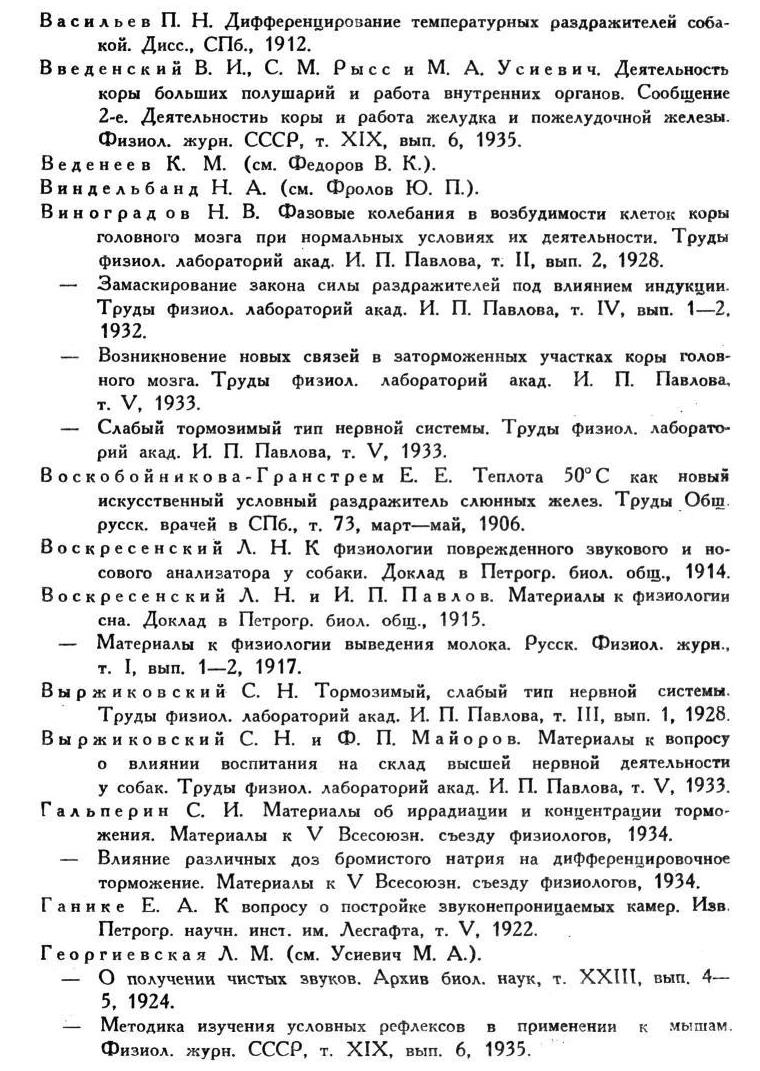 Васильев П. Н. Дифференцирование температурных раздражителей соба-
кой. Дисс., СПб., 1912.
Введенский В. И., С. М. Рысс и М. А. Усиевич. Деятельность
коры больших полушарий и работа внутренних органов. Сообщение
2-е. Деятельностиь коры и работа желудка и пожелудочной железы.
Физиол. журн. СССР, т. XIX, вып. 6, 1935.
Веденеев К. М. (см. Федоров В. К.).
Виндельбанд Н. А. (см. Фролов Ю. П.).
Виноградов Н. В. Фазовые колебания в возбудимости клеток коры
головного мозга при нормальных условиях их деятельности. Труды
физиол. лабораторий акад. И. П. Павлова, т. II, вып. 2, 1928.
— Замаскирование закона силы раздражителей под влиянием индукции.
Труды физиол. лабораторий акад. И. П. Павлова, т. IV, вып. 1—2,
1932.
— Возникновение новых связей в заторможенных участках коры голов-
ного мозга. Труды физиол. лабораторий акад. И. П. Павлова,
т. V, 1933.
— Слабый тормозимый тип нервной системы. Труды физиол. лаборато-
рий акад. И. П. Павлова, т. V, 1933.
Воскобойникова-Гранстрем Е. Е. Теплота 50° С как новый
искусственный условный раздражитель слюнных желез. Труды Общ.
русск. врачей в СПб., т. 73, март—май, 1906.
Воскресенский Л. Н. К физиологии поврежденного звукового и но-
сового анализатора у собаки. Доклад в Петрогр. биол. общ., 1914.
Воскресенский Л. Н. и И. П. Павлов. Материалы к физиологии
сна. Доклад в Петрогр. биол. общ., 1915.
— Материалы к физиологии выведения молока. Русск. Физиол. журн.,
т. I, вып. 1—2, 1917.
Выржиковский С. Н. Тормозимый, слабый тип нервной системы.
Труды физиол. лабораторий акад. И. П. Павлова, т. III, вып. 1, 1928.
Выржиковский С. Н. и Ф. П. Майоров. Материалы к вопросу
о влиянии воспитания на склад высшей нервной деятельности
у собак. Труды физиол. лабораторий акад. И. П. Павлова, т. V, 1933.
Гальперин С. И. Материалы об иррадиации и концентрации тормо-
жения. Материалы к V Всесоюзн. съезду физиологов, 1934.
— Влияние различных доз бромистого натрия на дифференцировочное
торможение. Материалы к V Всесоюзн. съезду физиологов, 1934.
Ганике Е. А. К вопросу о постройке звуконепроницаемых камер. Изв.
Петрогр. научн. инст. им. Лесгафта, т. V, 1922.
Георгиевская Л. М. (см. Усиевич М. А.).
— О получении чистых звуков. Архив биол. наук, т. XXIII, вып. 4—
5, 1924.
— Методика изучения условных рефлексов в применении к мышам.
Физиол. журн. СССР, т. XIX, вып. 6, 1935.